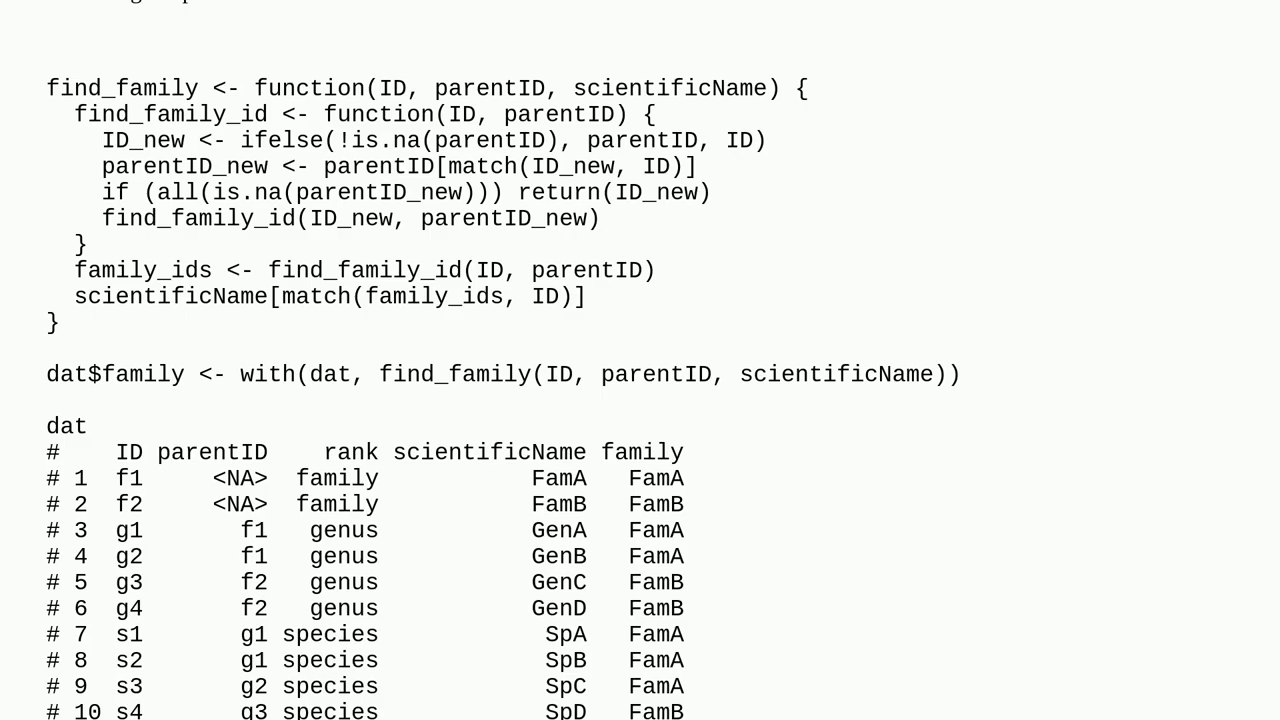 find_family <- function(ID, parentID, scientificName) {
  find_family_id <- function(ID, parentID) {
    ID_new <- ifelse(!is.na(parentID), parentID, ID)
    parentID_new <- parentID[match(ID_new, ID)]
    if (all(is.na(parentID_new))) return(ID_new)
    find_family_id(ID_new, parentID_new)
  }
  family_ids <- find_family_id(ID, parentID)
  scientificName[match(family_ids, ID)]
}
dat$family <- with(dat, find_family(ID, parentID, scientificName))
dat
#    ID parentID    rank scientificName family
# 1  f1     <NA>  family           FamA   FamA
# 2  f2     <NA>  family           FamB   FamB
# 3  g1       f1   genus           GenA   FamA
# 4  g2       f1   genus           GenB   FamA
# 5  g3       f2   genus           GenC   FamB
# 6  g4       f2   genus           GenD   FamB
# 7  s1       g1 species            SpA   FamA
# 8  s2       g1 species            SpB   FamA
# 9  s3       g2 species            SpC   FamA
# 10 s4       g3 species            SpD   FamB